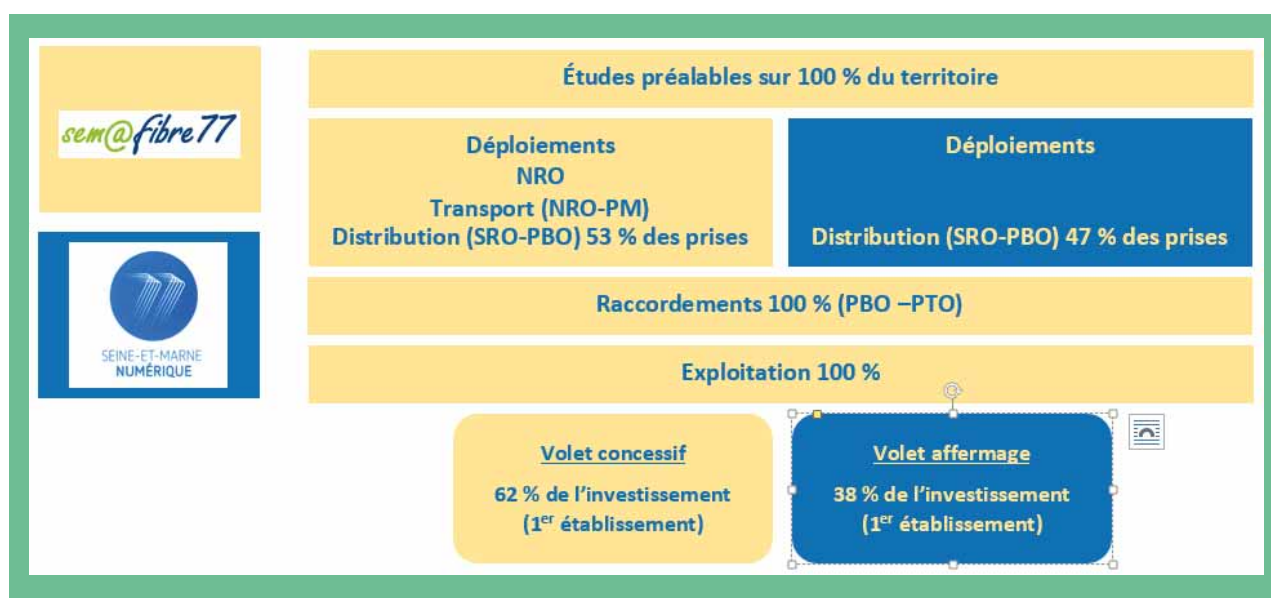 sem@fibre77
Études préalables sur 100 % du territoire
Déploiements
NRO
Transport (NRO-PM)
Distribution (SRO-PBO) 53 % des prises
Déploiements
Distribution (SRO-PBO) 47 % des prises
77
SEINE-ET-MARNE
NUMÉRIQUE
Raccordements 100 % (PBO –PTO)
Exploitation 100 %
Volet concessif
62 % de l'investissement
(1er établissement)
Volet affermage
38 % de l'investissement
(1er établissement)